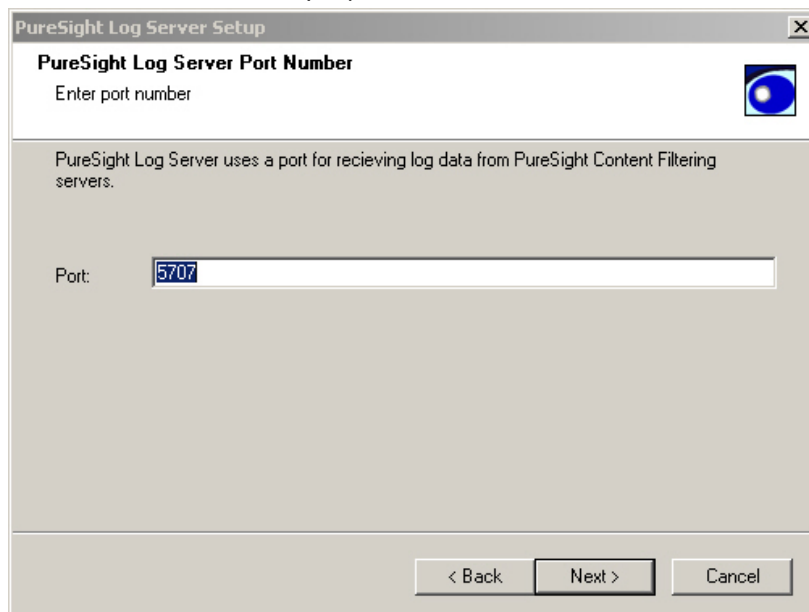 PureSight Log Server Setup
PureSight Log Server Port Number
Enter port number
PureSight Log Server uses a port for recieving log data from PureSight Content Filtering
servers.
Port: 5707
< Back Next > Cancel